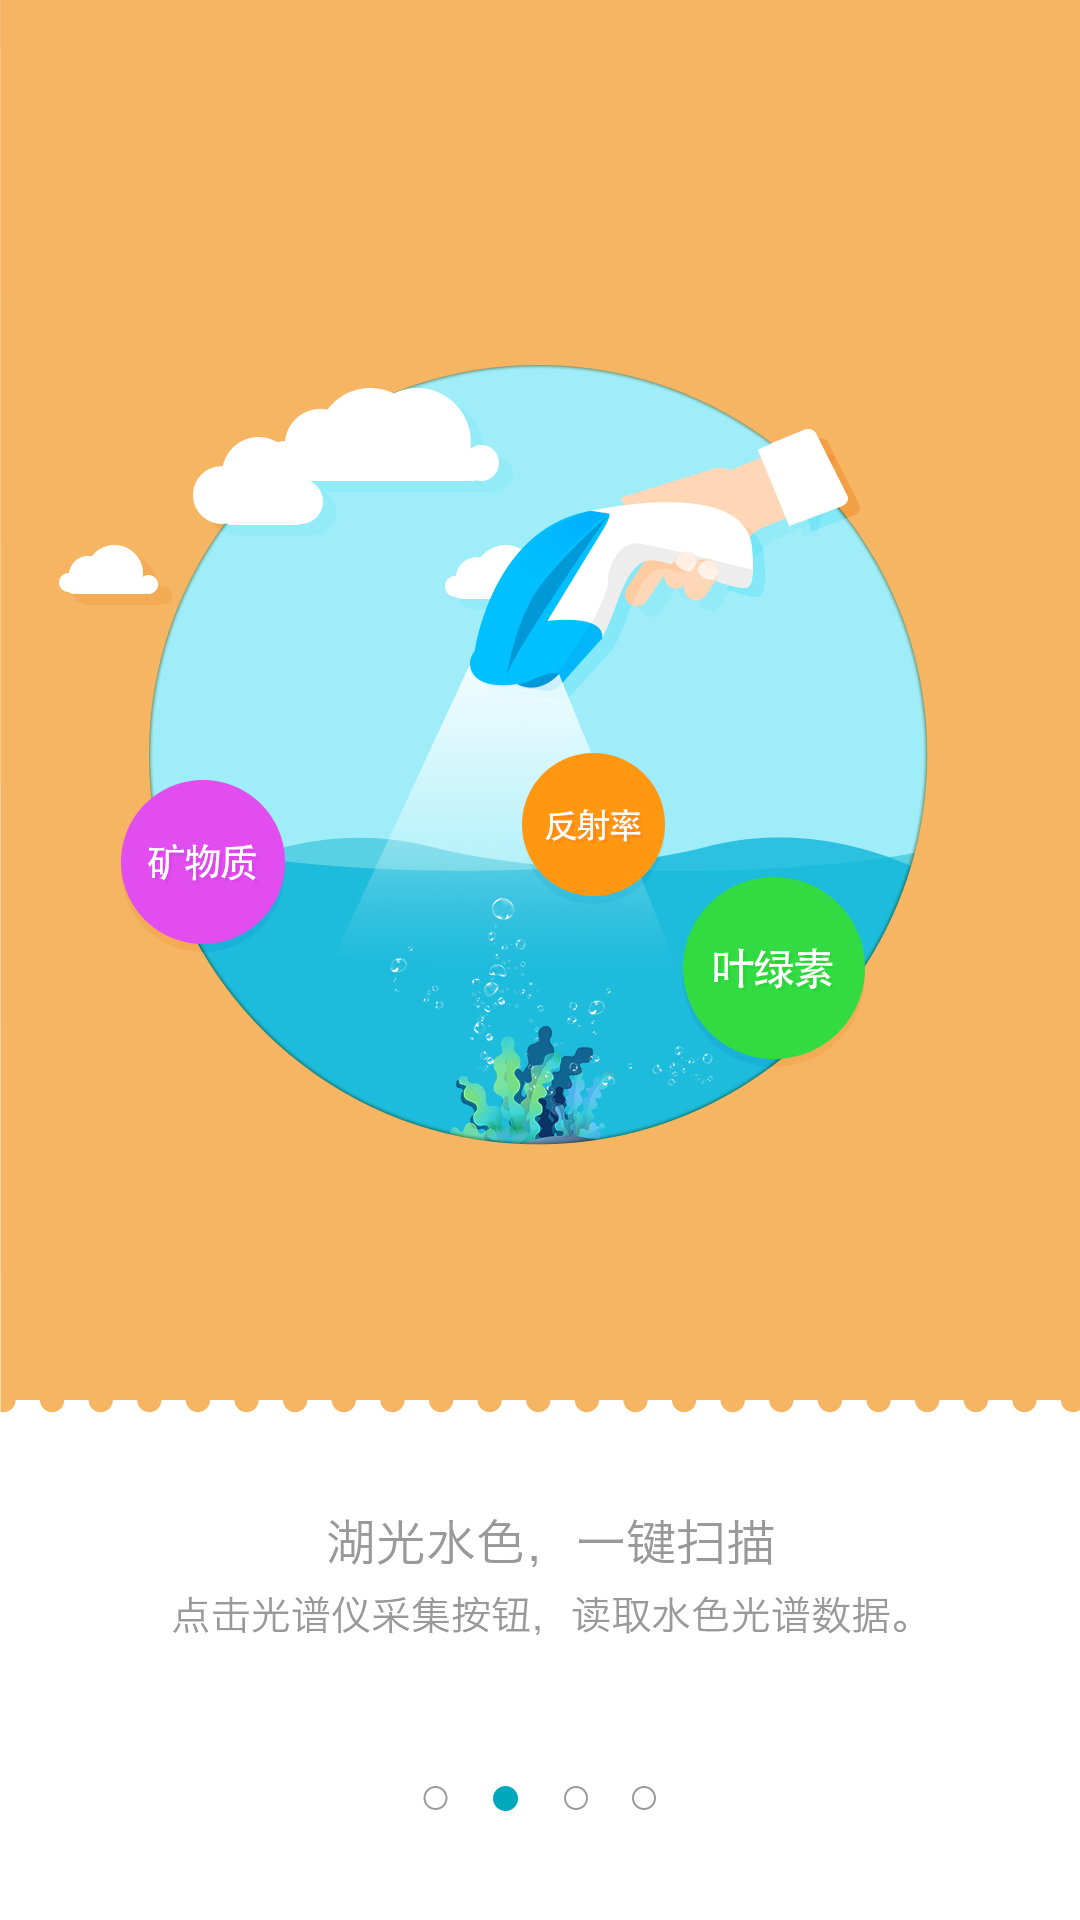 反射率
矿物质
叶绿素
湖光水色，一键扫描
点击光谱仪采集按钮，读取水色光谱数据。